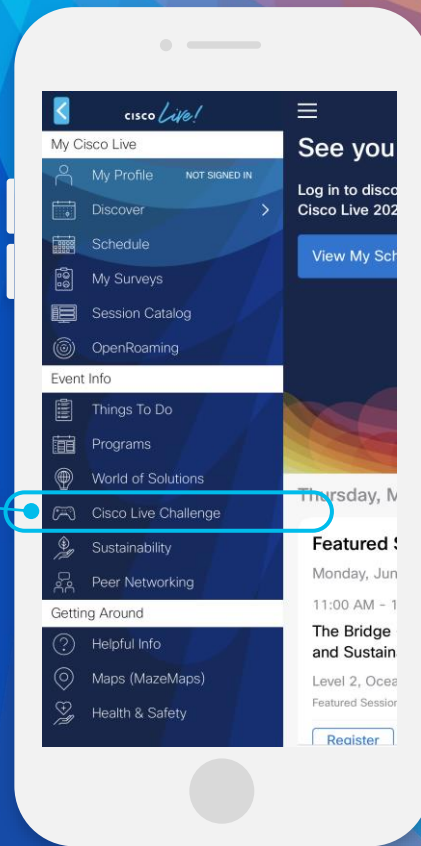 CISCO Live!
My Cisco Live
My Profile NOT SIGNED IN
Discover
Schedule
My Surveys
Session Catalog
OpenRoaming
Event Info
Things To Do
Programs
World of Solutions
Cisco Live Challenge
Sustainability
Peer Networking
Getting Around
Helpful Info
Maps (MazeMaps)
Health & Safety
See you
Log in to disco
Cisco Live 202
View My Sch
Thursday, M
Featured S
Monday, Jun
11:00 AM - 1
The Bridge
and Sustain
Level 2, Ocea
Featured Session
Register